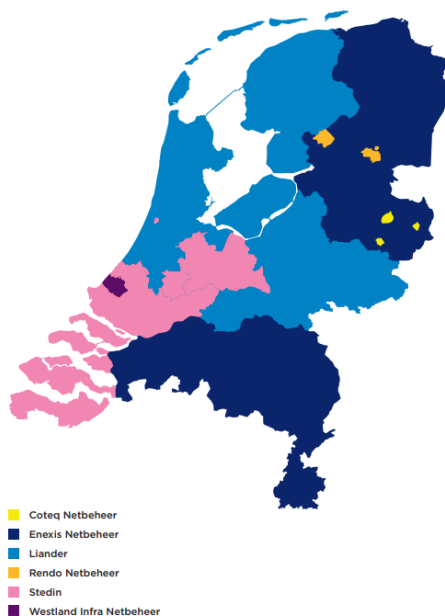 Coteq Netbeheer
Enexis Netbeheer
Liander
Rendo Netbeheer
Stedin
Westland Infra Netbeheer